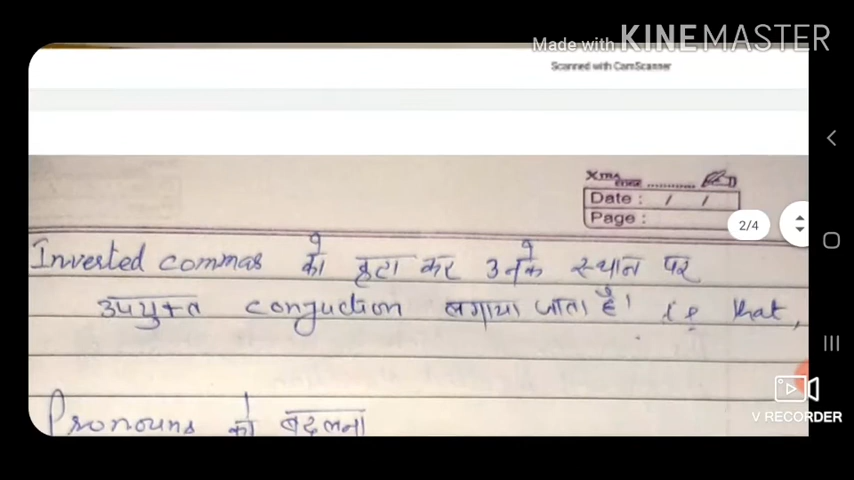 Made with KINEMASTER
Scanned with CamScanner
Date : / /
Page :
2/4
Inverted commas को हटा कर उनके स्थान पर
उपयुक्त conjuction लगाया जाता है। i.e that,
V RECORDER
Pronouns को बदलना